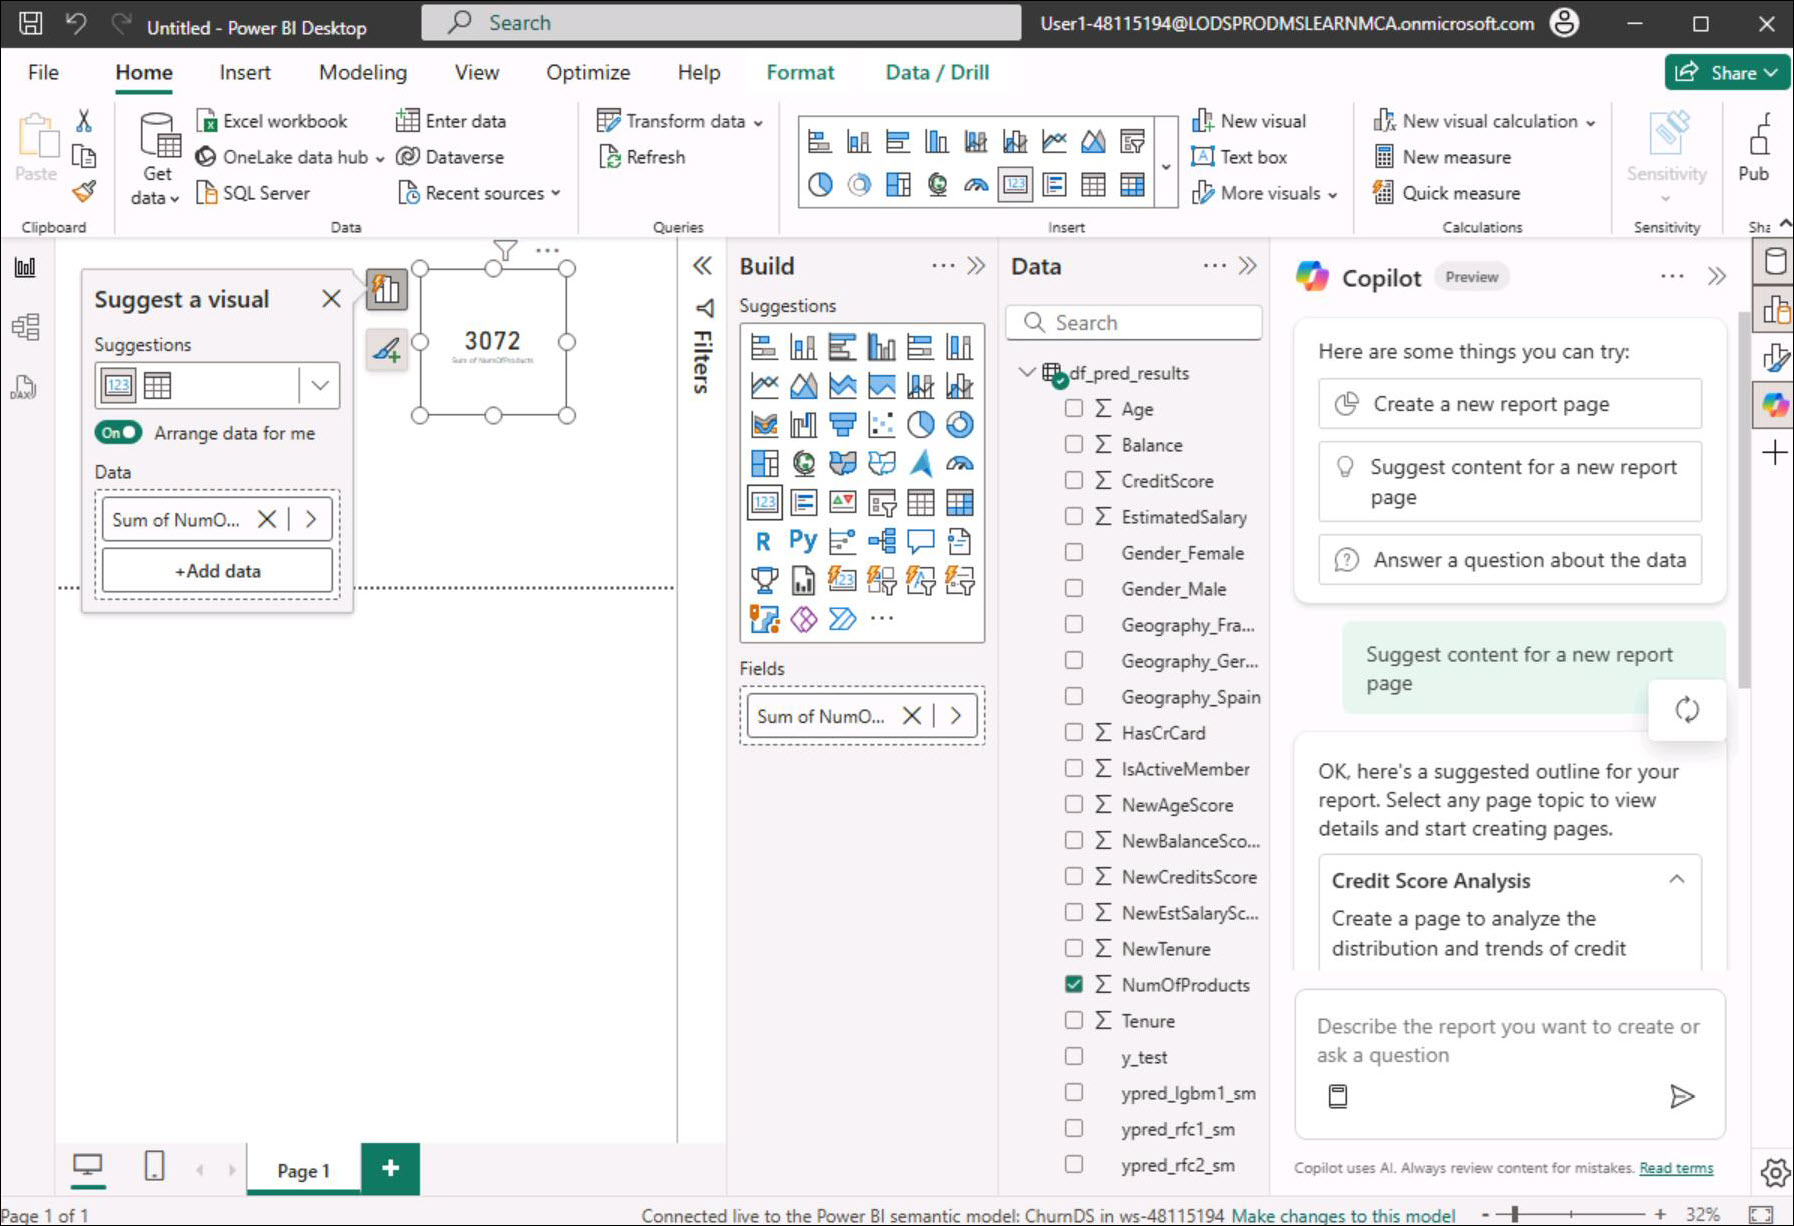 Untitled - Power BI Desktop
Search
User1-48115194@LODSPRODMSLEARNMCA.onmicrosoft.com
File
Home
Insert
Modeling
View
Optimize
Help
Format
Data / Drill
Share
Paste
Clipboard
Get
data
Excel workbook
OneLake data hub
SQL Server
Enter data
Dataverse
Recent sources
Data
Transform data
Refresh
Queries
123
New visual
Text box
More visuals
Insert
New visual calculation
New measure
Quick measure
Calculations
Sensitivity
Sensitivity
Pub
Sha
DAX
Suggest a visual
Suggestions
123
On
Arrange data for me
Data
Sum of NumO...
+Add data
3072
Sum of NumOfProducts
Filters
Build
Suggestions
123
R
Py
123
Fields
Sum of NumO...
Data
Search
df_pred_results
Age
Balance
CreditScore
EstimatedSalary
Gender_Female
Gender_Male
Geography_Fra...
Geography_Ger...
Geography_Spain
HasCrCard
IsActiveMember
NewAgeScore
NewBalanceSco...
NewCreditsScore
NewEstSalarySc...
NewTenure
NumOfProducts
Tenure
y_test
ypred_lgbm1_sm
ypred_rfc1_sm
ypred_rfc2_sm
Copilot
Preview
Here are some things you can try:
Create a new report page
Suggest content for a new report
page
Answer a question about the data
Suggest content for a new report
page
OK, here's a suggested outline for your
report. Select any page topic to view
details and start creating pages.
Credit Score Analysis
Create a page to analyze the
distribution and trends of credit
Describe the report you want to create or
ask a question
Copilot uses AI. Always review content for mistakes. Read terms
Page 1
Page 1 of 1
Connected live to the Power BI semantic model: ChurnDS in ws-48115194 Make changes to this model
32%